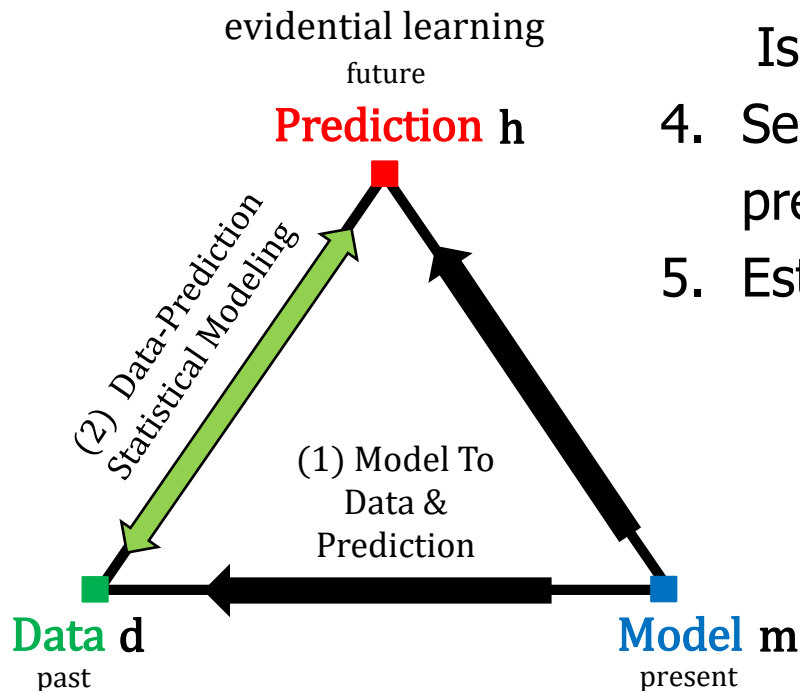 evidential learning
future
Prediction h
(2) Data-Prediction
Statistical Modeling
(1) Model To
Data &
Prediction
Data d
past
Model m
present
Is
4. Se
pre
5. Est